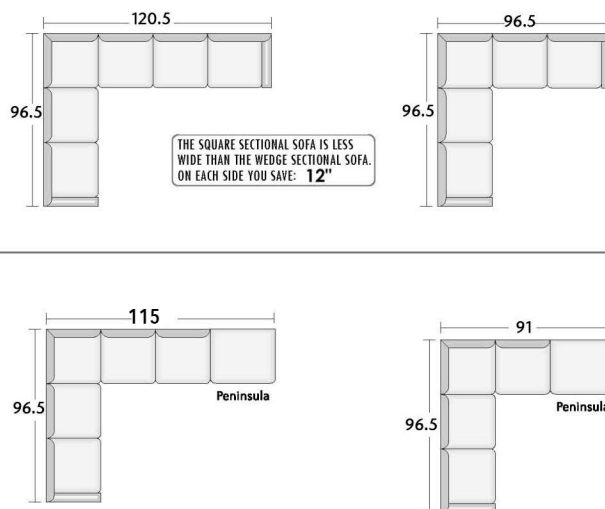 120.5
96.5
96.5
96.5
THE SQUARE SECTIONAL SOFA IS LESS
WIDE THAN THE WEDGE SECTIONAL SOFA.
ON EACH SIDE YOU SAVE: 12"
115
91
Peninsula
Peninsula
96.5
96.5